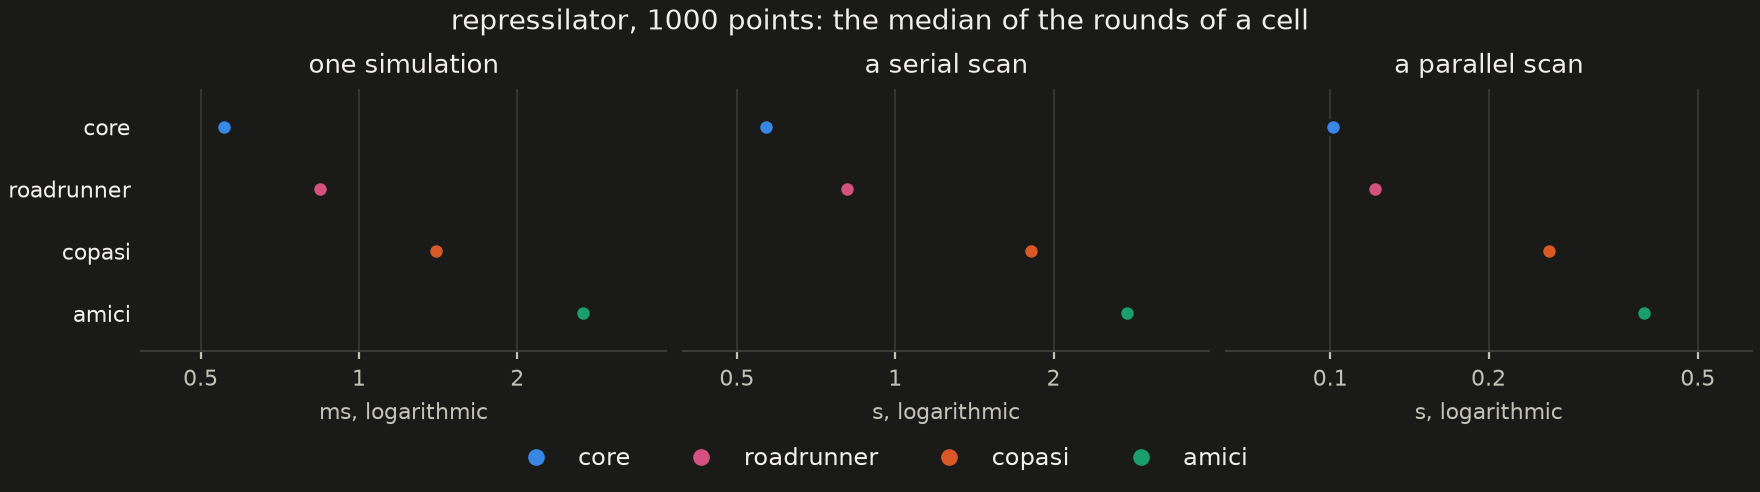 repressilator, 1000 points: the median of the rounds of a cell
one simulation
a serial scan
a parallel scan
core
roadrunner
copasi
amici
0.5 1 2
0.5 1 2
0.1 0.2 0.5
ms, logarithmic
s, logarithmic
s, logarithmic
core roadrunner copasi amici